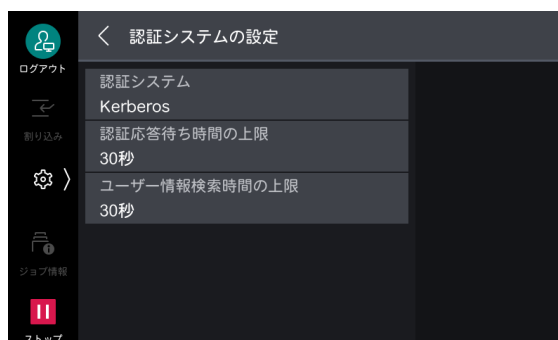 認証システムの設定
ログアウト
割り込み
ジョブ情報
ストップ
認証システム
Kerberos
認証応答待ち時間の上限
30秒
ユーザー情報検索時間の上限
30秒